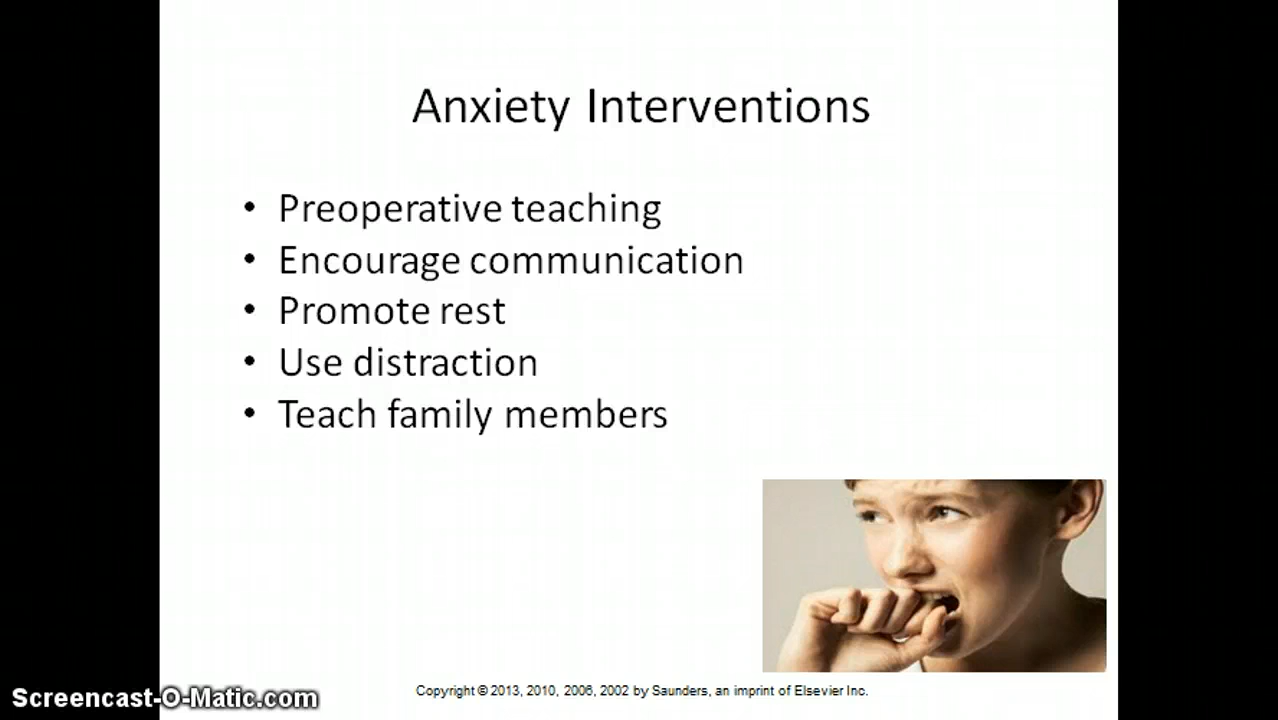 Anxiety Interventions
• Preoperative teaching
• Encourage communication
• Promote rest
• Use distraction
• Teach family members
Copyright © 2013, 2010, 2006, 2002 by Saunders, an imprint of Elsevier Inc.
Screencast-O-Matic.com